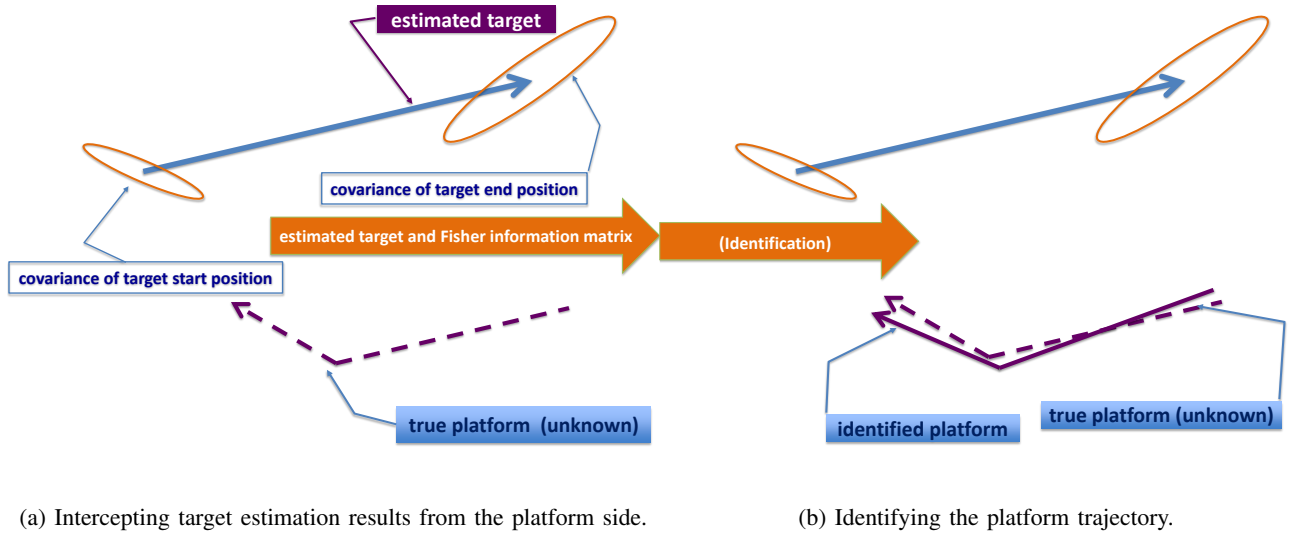 estimated target
covariance of target end position
estimated target and Fisher information matrix
(Identification)
covariance of target start position
true platform (unknown)
identified platform
true platform (unknown)
(a) Intercepting target estimation results from the platform side.
(b) Identifying the platform trajectory.